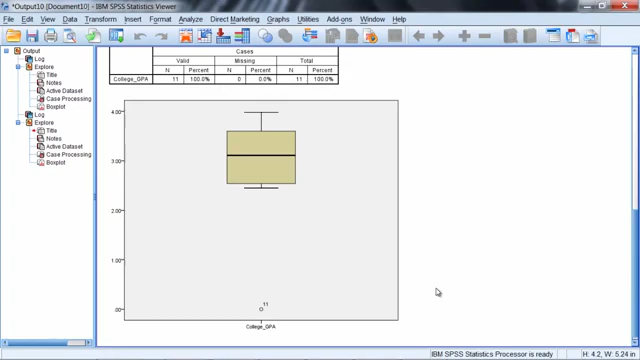 *Output10 [Document10] - IBM SPSS Statistics Viewer
File Edit View Data Transform Insert Format Analyze Direct Marketing Graphs Utilities Add-ons Window Help
Output
Log
Explore
Title
Notes
Active Dataset
Case Processing
Boxplot
Log
Explore
Title
Notes
Active Dataset
Case Processing
Boxplot
Cases
Valid Missing Total
N Percent N Percent N Percent
College_GPA 11 100.0% 0 0.0% 11 100.0%
4.00
3.00
2.00
1.00
.00
11
College_GPA
IBM SPSS Statistics Processor is ready H: 4.2, W: 5.24 in